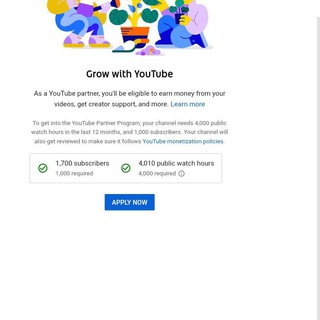 Grow with YouTube
As a YouTube partner, you'll be eligible to earn money from your
videos, get creator support, and more. Learn more
To get into the YouTube Partner Program, your channel needs 4,000 public
watch hours in the last 12 months, and 1,000 subscribers. Your channel will
also get reviewed to make sure it follows YouTube monetization policies.
1,700 subscribers
1,000 required
4,010 public watch hours
4,000 required
APPLY NOW